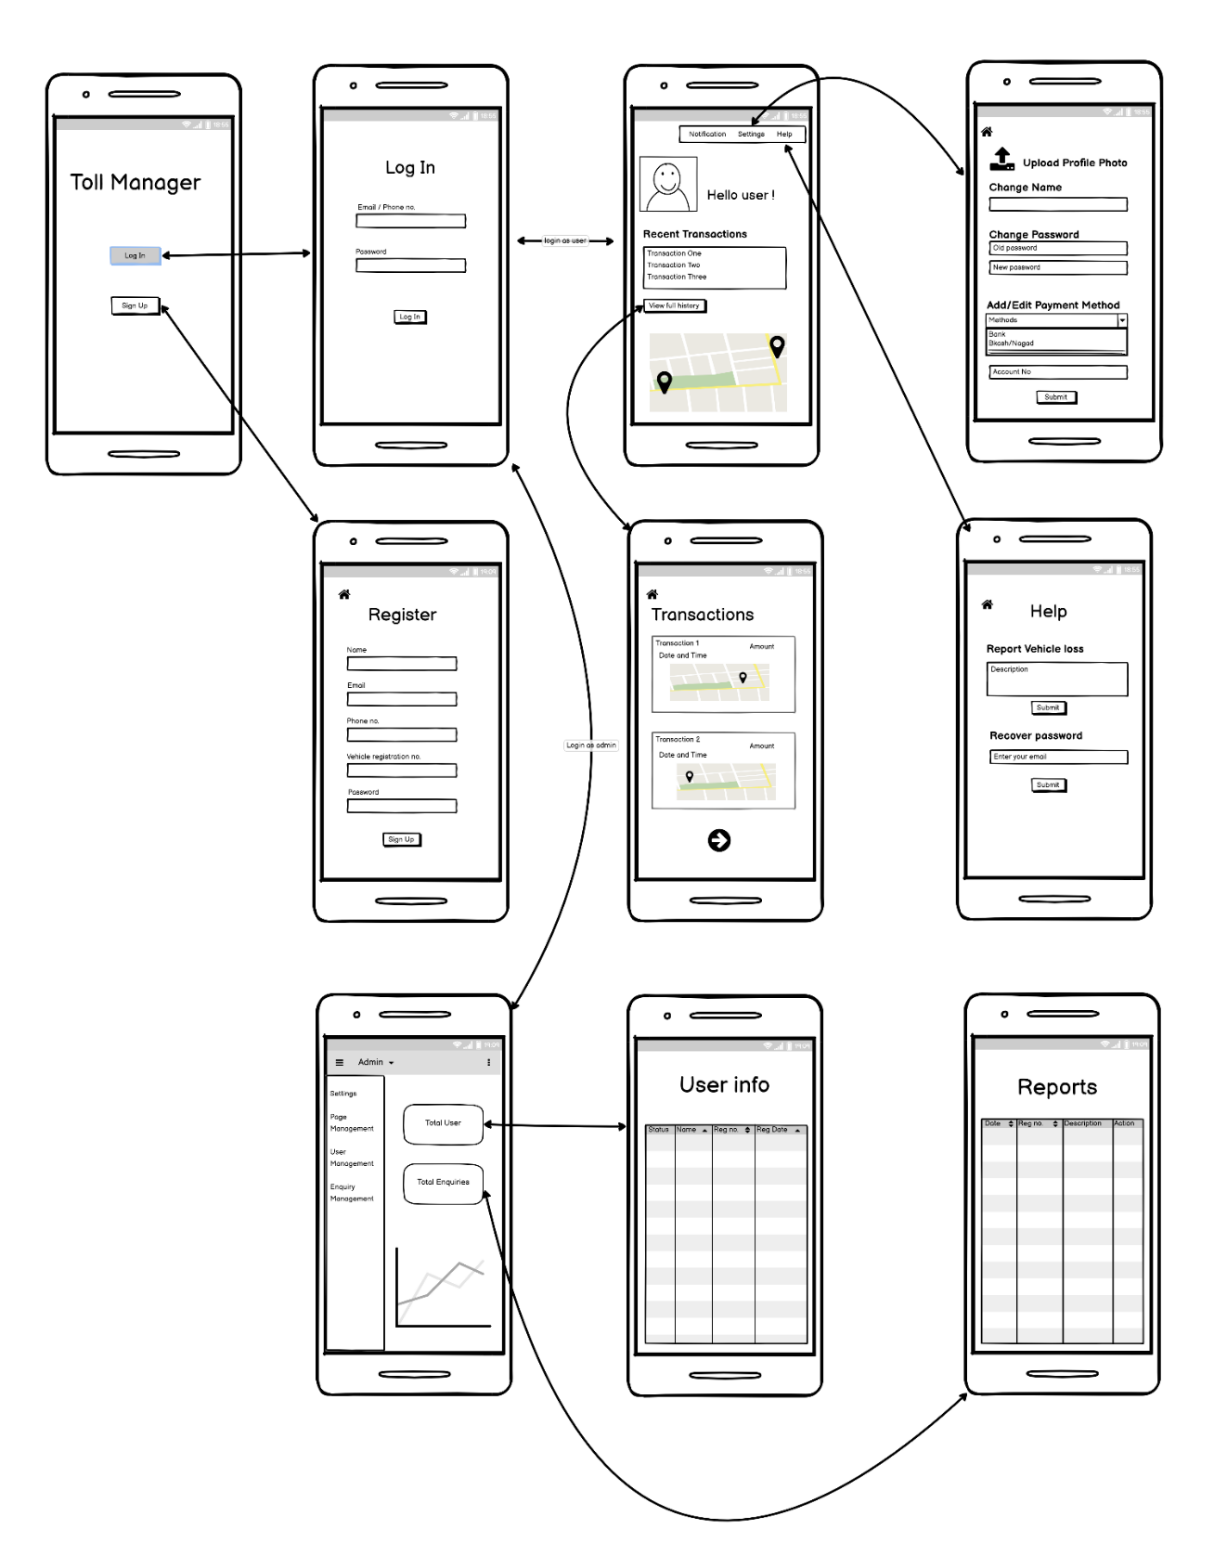 Toll Manager
Log In
Sign Up
18:55
Log In
Email / Phone no.
Password
Log In
login as user
Notification Settings Help
Hello user !
Recent Transactions
Transaction One
Transaction Two
Transaction Three
View full history
Upload Profile Photo
Change Name
Change Password
Old password
New password
Add/Edit Payment Method
Methods
Bank
Bkash/Nagad
Account No
Submit
Register
Name
Email
Phone no.
Vehicle registration no.
Password
Sign Up
Login as admin
Transactions
Transaction 1
Amount
Date and Time
Transaction 2
Amount
Date and Time
18:55
Help
Report Vehicle loss
Description
Submit
Recover password
Enter your email
Submit
Admin
Settings
Page
Management
User
Management
Enquiry
Management
Total User
Total Enquiries
User info
Status Name Reg no. Reg Date
Reports
Date Reg no. Description Action